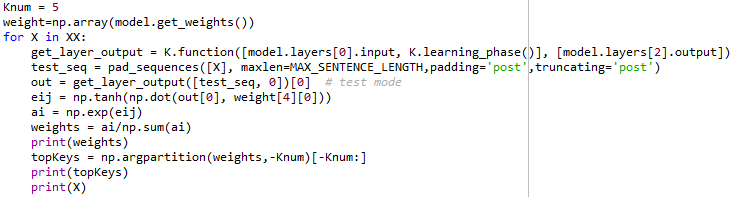 Knum = 5
weight=np.array(model.get_weights())
for X in XX:
    get_layer_output = K.function([model.layers[0].input, K.learning_phase()], [model.layers[2].output])
    test_seq = pad_sequences([X], maxlen=MAX_SENTENCE_LENGTH,padding='post',truncating='post')
    out = get_layer_output([test_seq, 0])[0]  # test mode
    eij = np.tanh(np.dot(out[0], weight[4][0]))
    ai = np.exp(eij)
    weights = ai/np.sum(ai)
    print(weights)
    topKeys = np.argpartition(weights,-Knum)[-Knum:]
    print(topKeys)
    print(X)